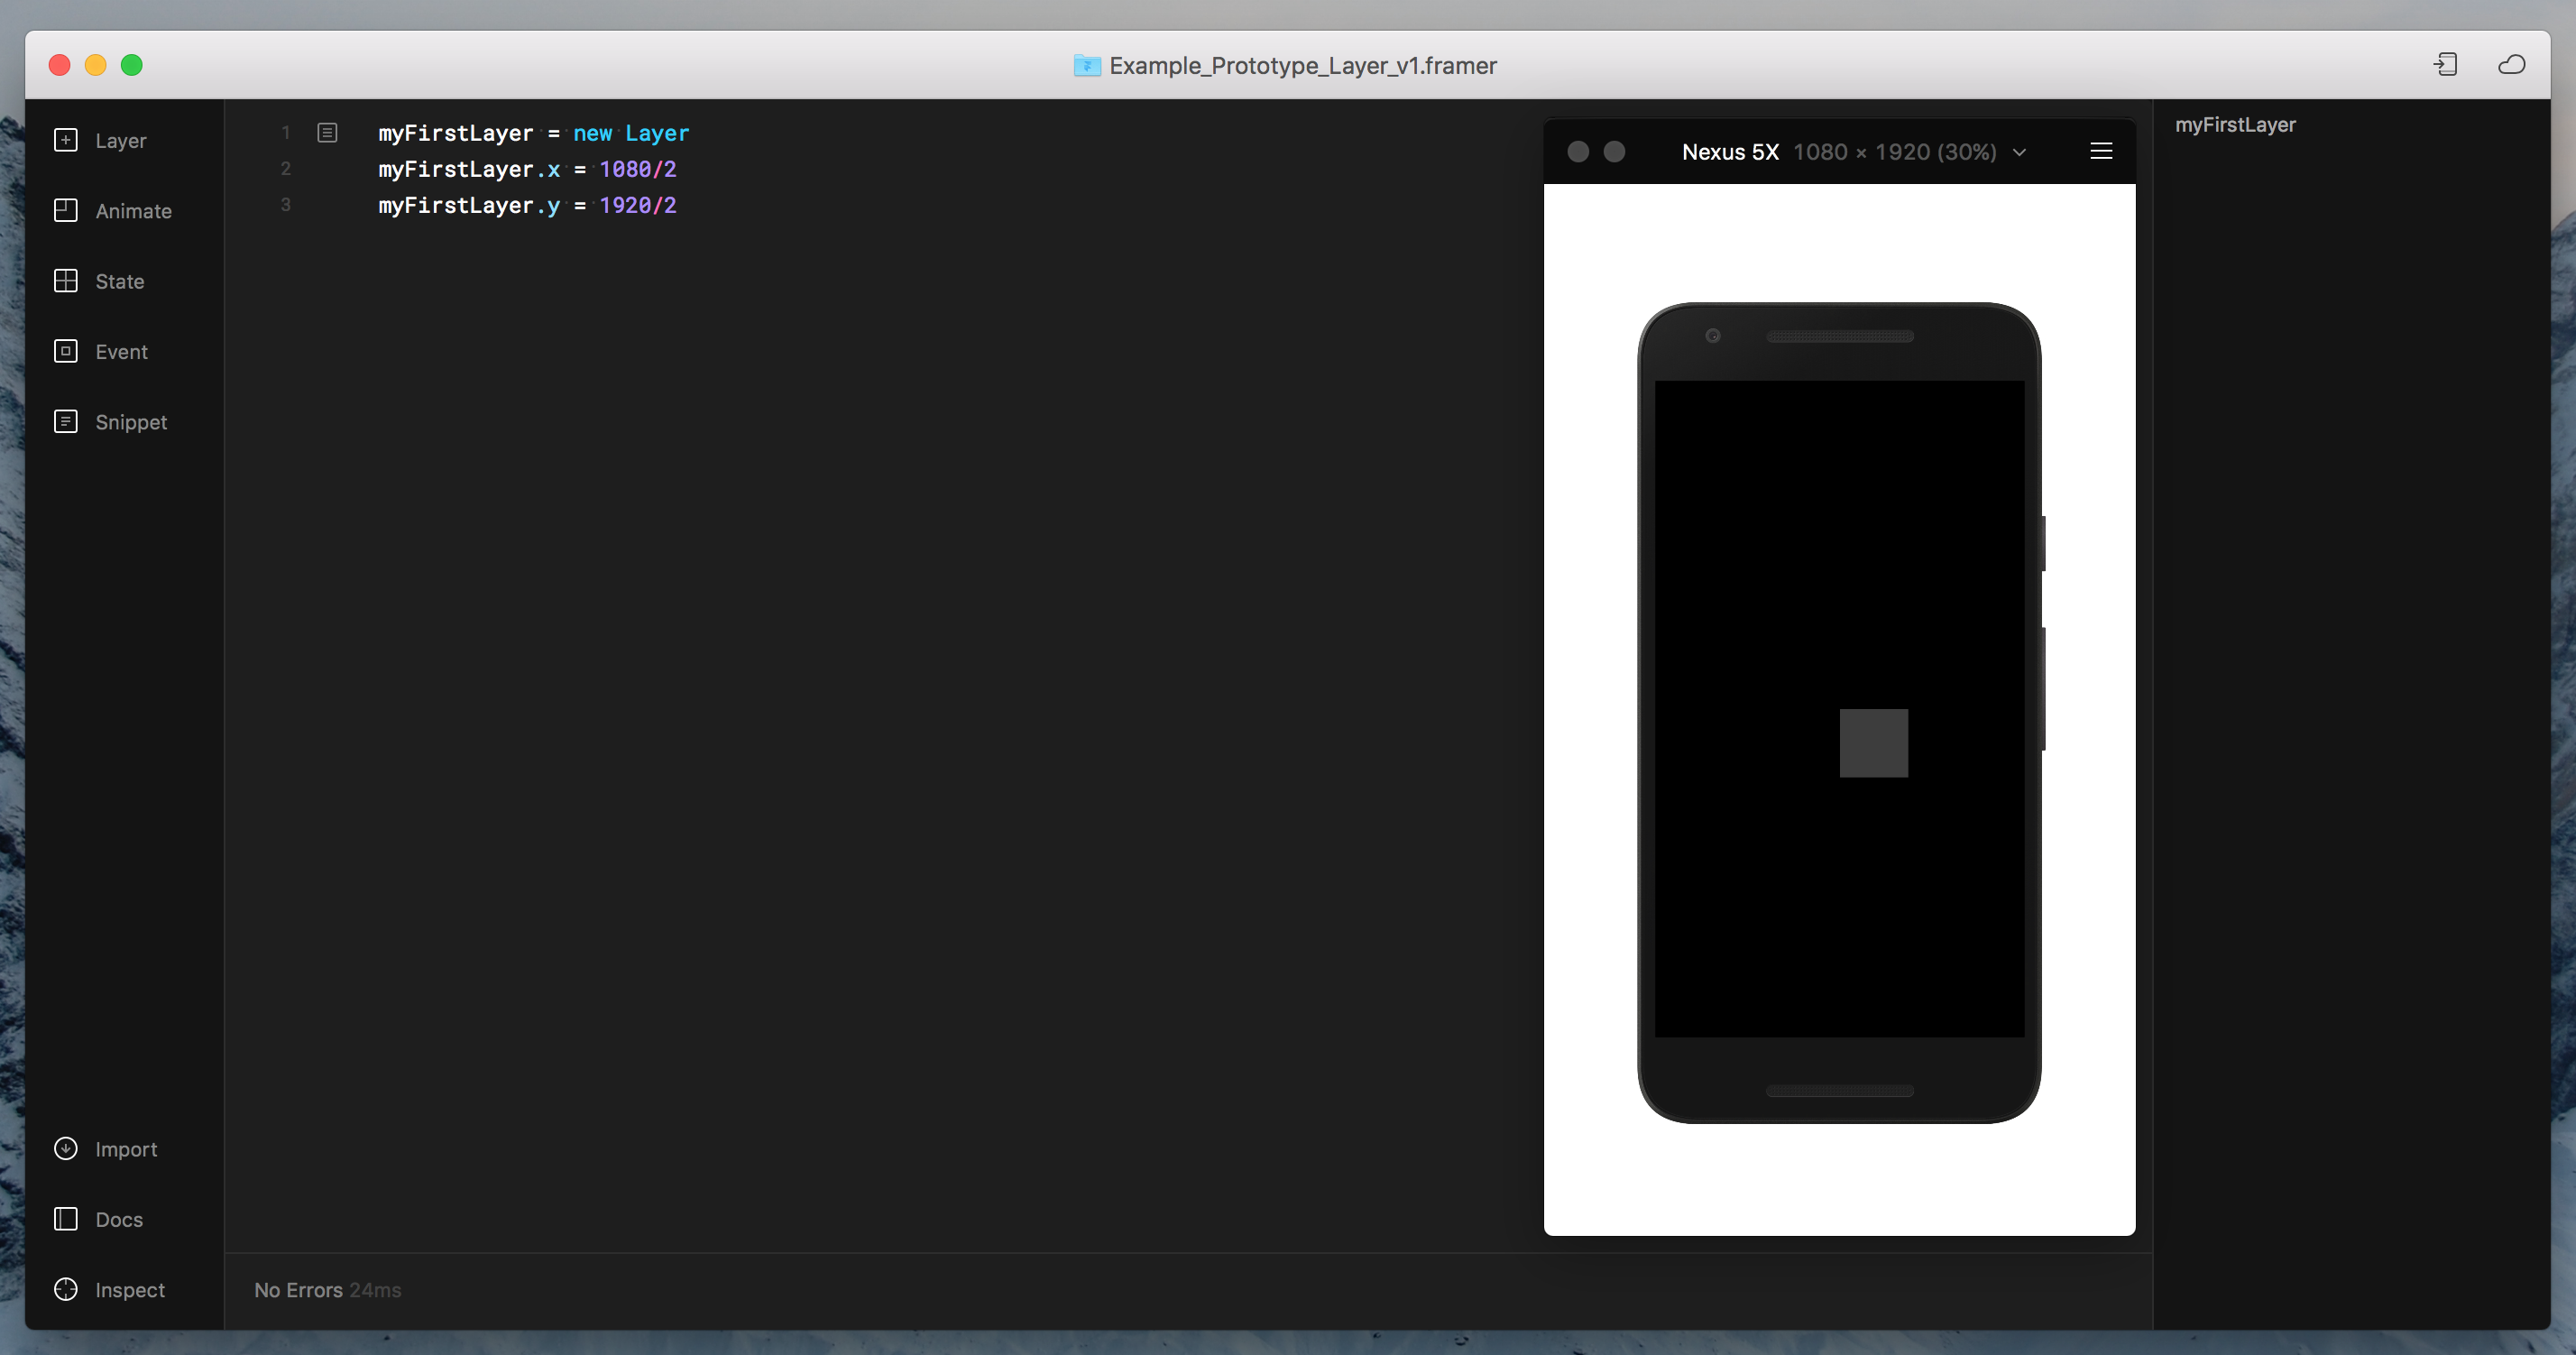 Example_Prototype_Layer_v1.framer
Layer
Animate
State
Event
Snippet
Import
Docs
Inspect
1 myFirstLayer = new Layer
2 myFirstLayer.x = 1080/2
3 myFirstLayer.y = 1920/2
No Errors 24ms
Nexus 5X 1080 × 1920 (30%)
myFirstLayer